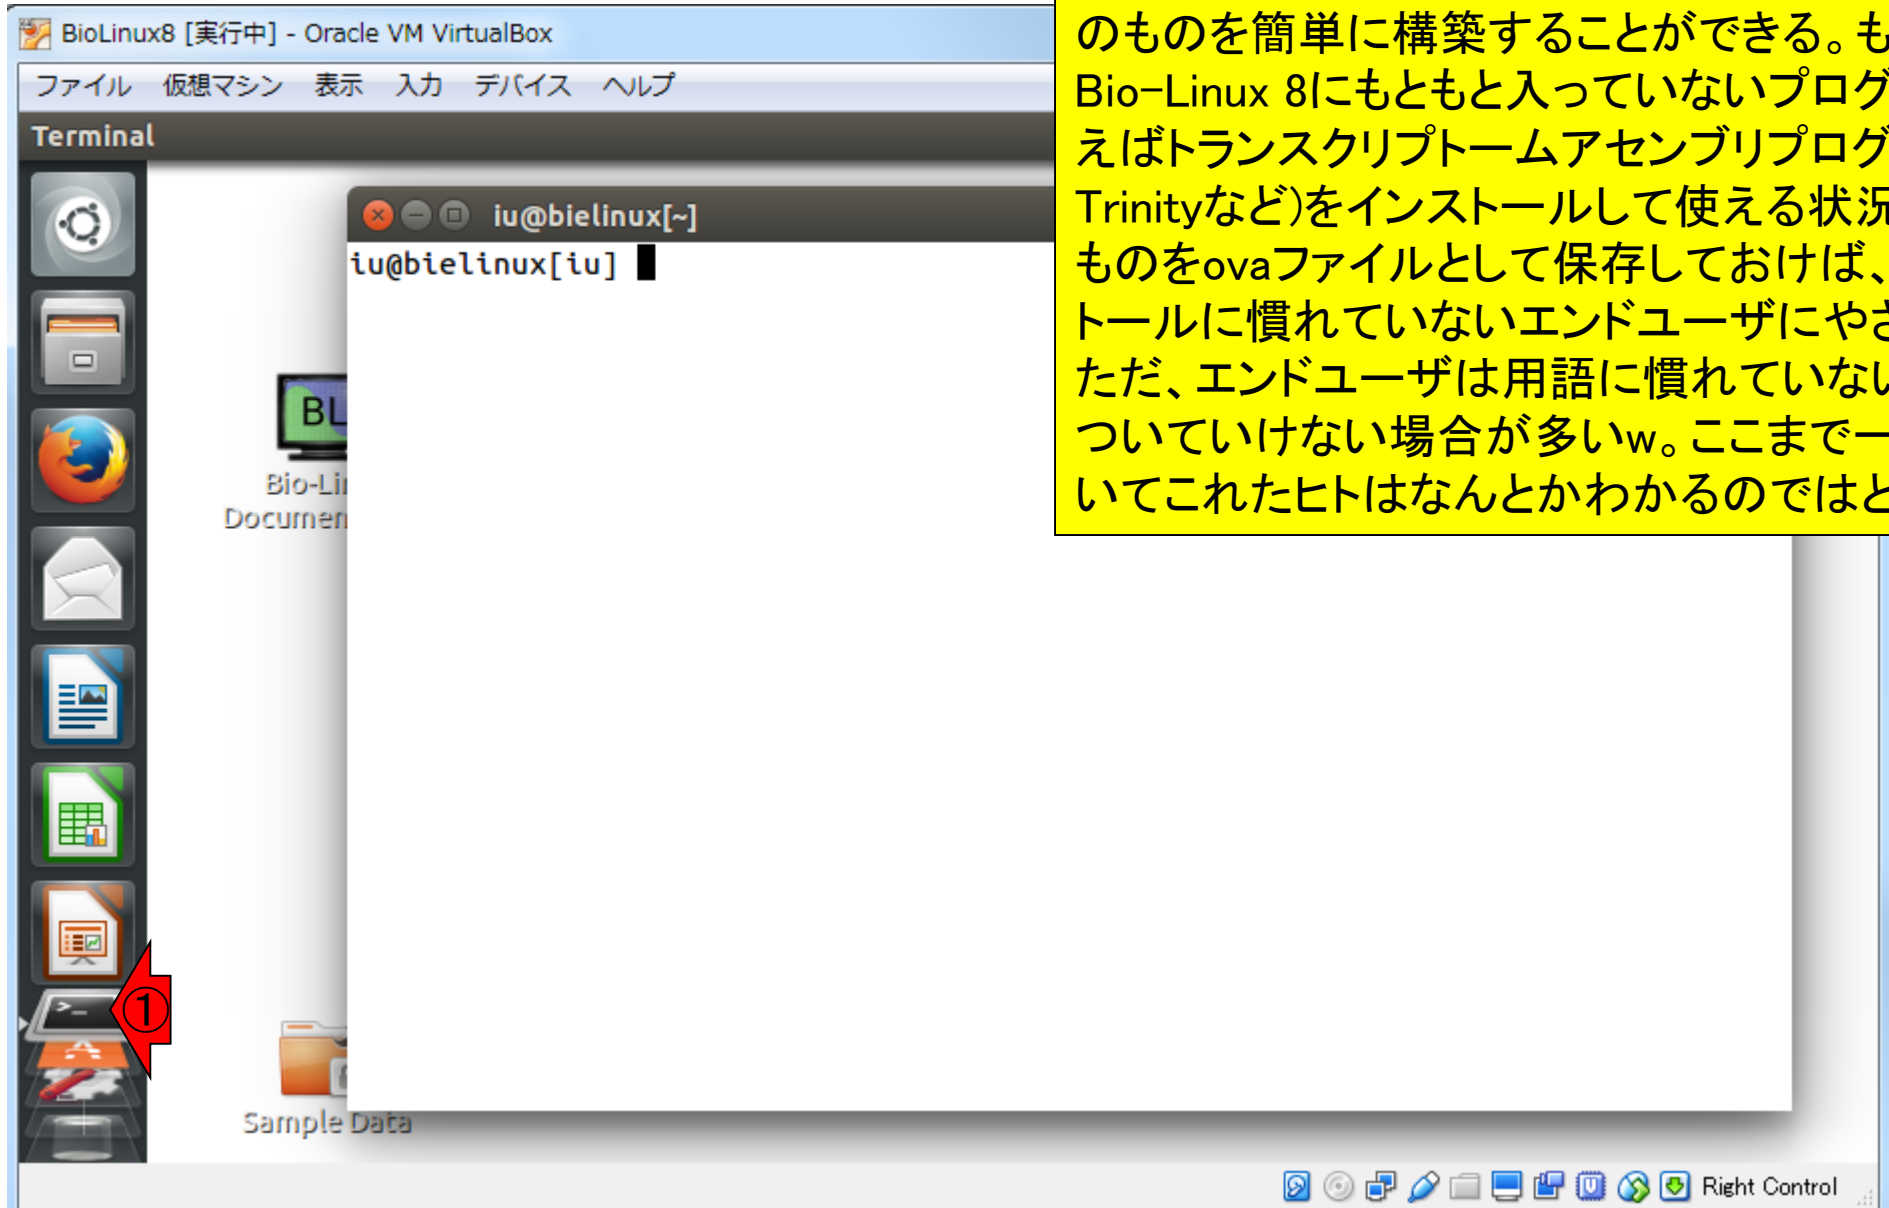 BioLinux8 [実行中] - Oracle VM VirtualBox
ファイル 仮想マシン 表示 入力 デバイス ヘルプ
Terminal
iu@bielinux[~]
iu@bielinux[iu]
のものを簡単に構築することができる。も
Bio-Linux 8にもともと入っていないプログ
えばトランスクリプトームアセンブリプログ
Trinityなど)をインストールして使える状況
ものをovaファイルとして保存しておけば、
トールに慣れていないエンドユーザにやさ
ただ、エンドユーザは用語に慣れていない
ついていけない場合が多いw。ここまで一
いてこれたヒトはなんとかわかるのではと
BL
Bio-Li
Documen
>_
①
Sample Data
Right Control